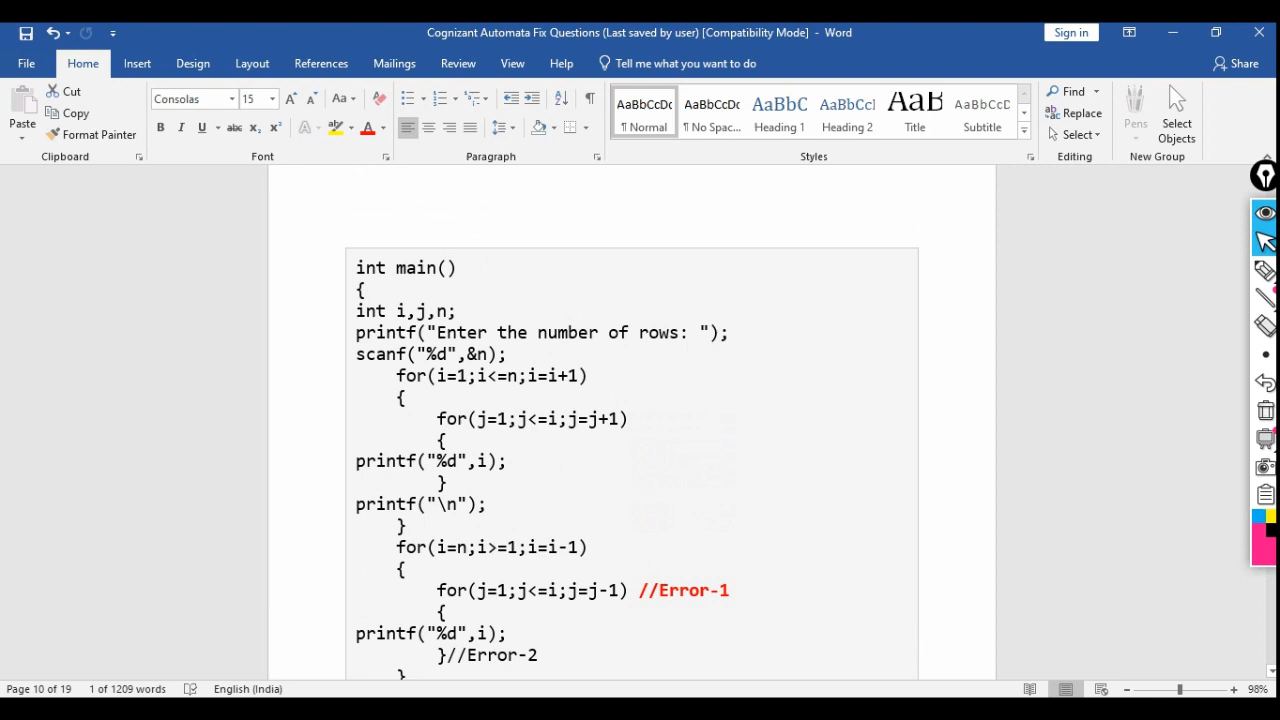 Cognizant Automata Fix Questions (Last saved by user) [Compatibility Mode] - Word
Sign in
File Home Insert Design Layout References Mailings Review View Help Tell me what you want to do Share
Paste
Cut
Copy
Format Painter
Clipboard
Consolas 15
Aa
B I U abc x₂ x²
A
Font
Paragraph
AaBbCcDc AaBbCcDc AaBbC AaBbCcl AaB AaBbCcD
¶ Normal ¶ No Spac... Heading 1 Heading 2 Title Subtitle
Styles
Find
Replace
Select
Editing
Pens
Select Objects
New Group
int main()
{
int i,j,n;
printf("Enter the number of rows: ");
scanf("%d",&n);
for(i=1;i<=n;i=i+1)
{
for(j=1;j<=i;j=j+1)
{
printf("%d",i);
}
printf("\n");
}
for(i=n;i>=1;i=i-1)
{
for(j=1;j<=i;j=j-1) //Error-1
{
printf("%d",i);
}//Error-2
}
Page 10 of 19 1 of 1209 words English (India) 98%